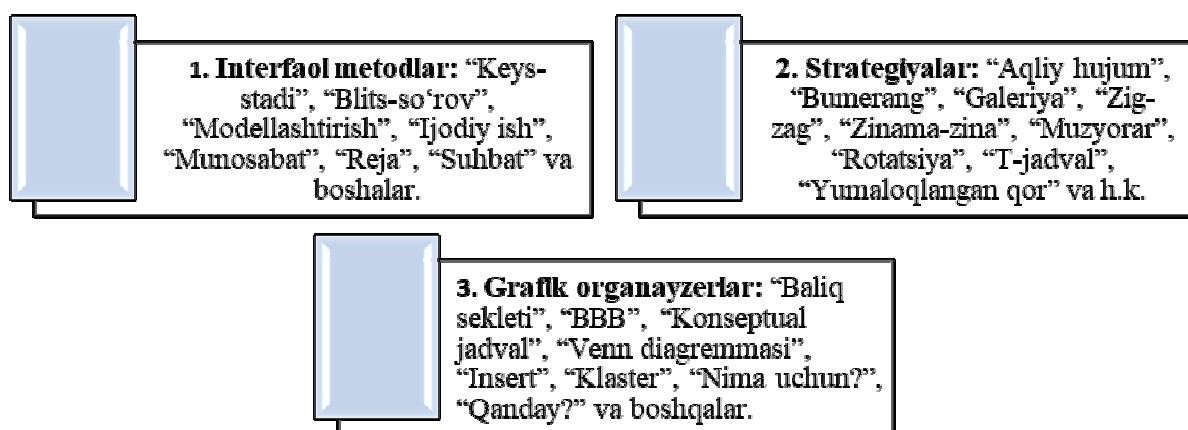 1. Interfaol metodlar: “Keys-
stadi”, “Blits-so‘rov”,
“Modellashtirish”, “Ijodiy ish”,
“Munosabat”, “Reja”, “Suhbat” va
boshalar.
2. Strategiyalar: “Aqliy hujum”,
“Bumerang”, “Galeriya”, “Zig-
zag”, “Zinama-zina”, “Muzyorar”,
“Rotatsiya”, “T-jadval”,
“Yumaloqlangan qor” va h.k.
3. Grafik organayzerlar: “Baliq
sekleti”, “BBB”, “Konseptual
jadval”, “Venn diagremmasi”,
“Insert”, “Klaster”, “Nima uchun?”,
“Qanday?” va boshqalar.